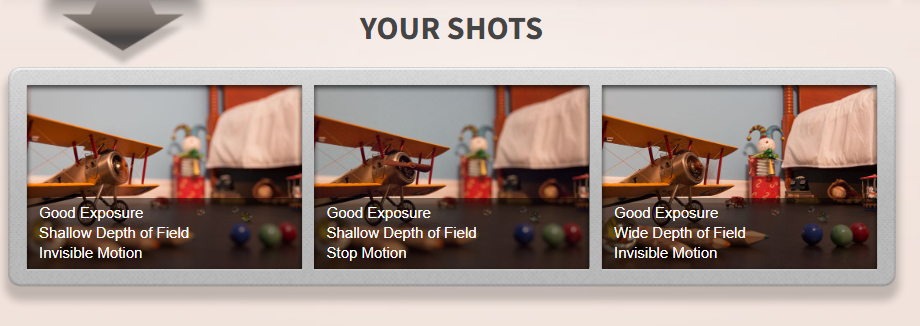 YOUR SHOTS
Good Exposure
Shallow Depth of Field
Invisible Motion
Good Exposure
Shallow Depth of Field
Stop Motion
Good Exposure
Wide Depth of Field
Invisible Motion